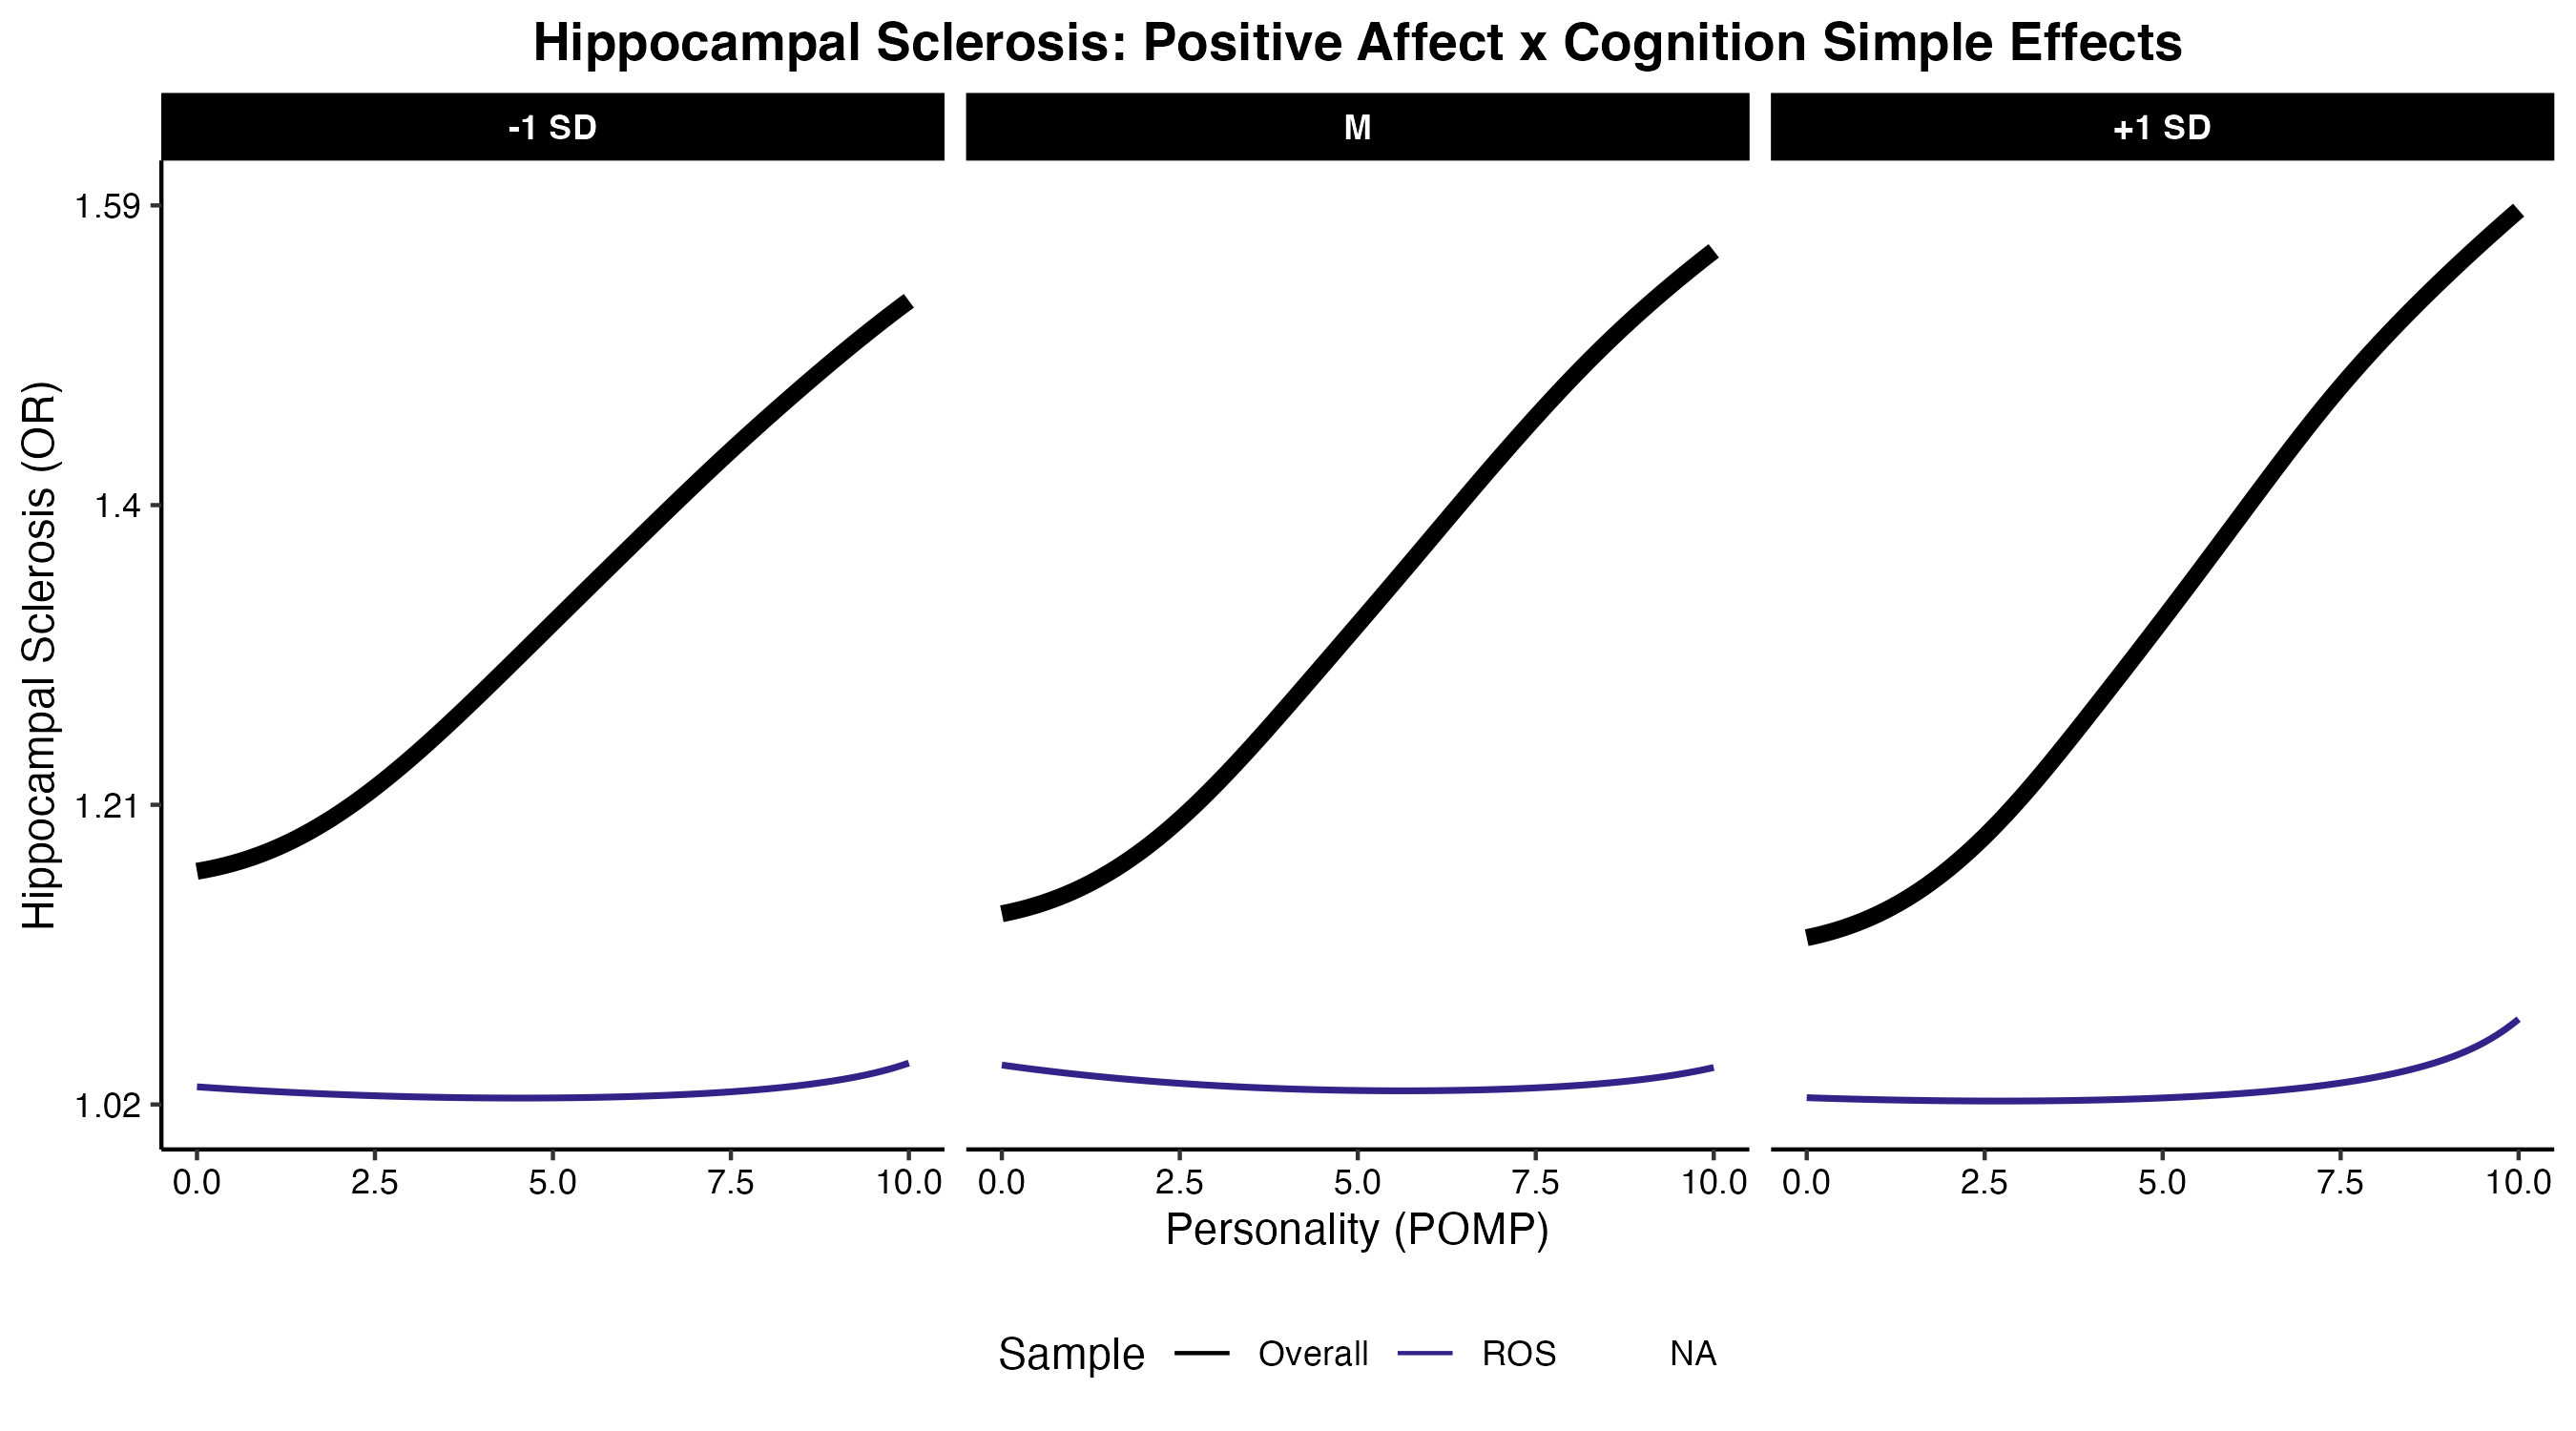 Hippocampal Sclerosis: Positive Affect x Cognition Simple Effects
-1 SD
M
+1 SD
Hippocampal Sclerosis (OR)
1.59
1.4
1.21
1.02
0.0 2.5 5.0 7.5 10.0
0.0 2.5 5.0 7.5 10.0
0.0 2.5 5.0 7.5 10.0
Personality (POMP)
Sample Overall ROS NA